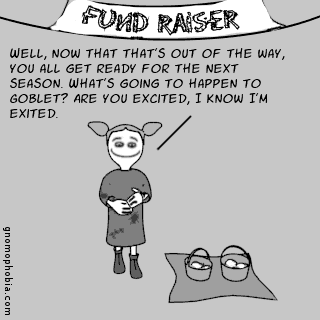 FUND RAISER
WELL, NOW THAT THAT'S OUT OF THE WAY,
YOU ALL GET READY FOR THE NEXT
SEASON. WHAT'S GOING TO HAPPEN TO
GOBLET? ARE YOU EXCITED, I KNOW I'M
EXITED.
gnomophobia.com